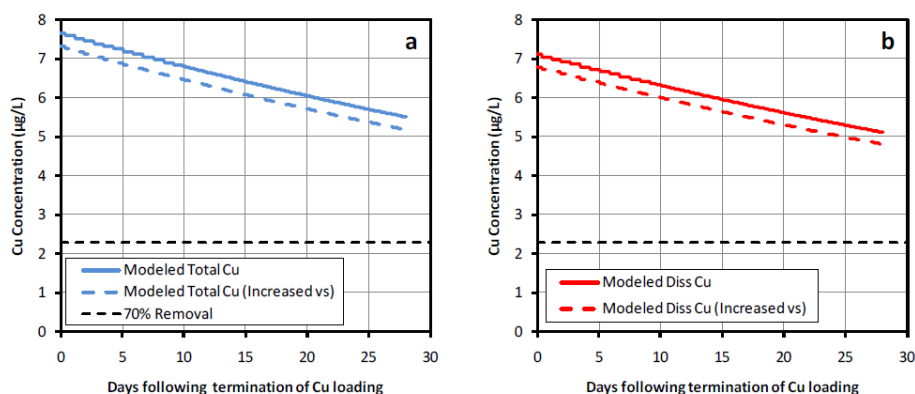 a
8
7
6
5
4
3
2
1
0
Cu Concentration (µg/L)
Modeled Total Cu
Modeled Total Cu (Increased vs)
70% Removal
0 5 10 15 20 25 30
Days following termination of Cu loading
b
8
7
6
5
4
3
2
1
0
Cu Concentration (µg/L)
Modeled Diss Cu
Modeled Diss Cu (Increased vs)
0 5 10 15 20 25 30
Days following termination of Cu loading